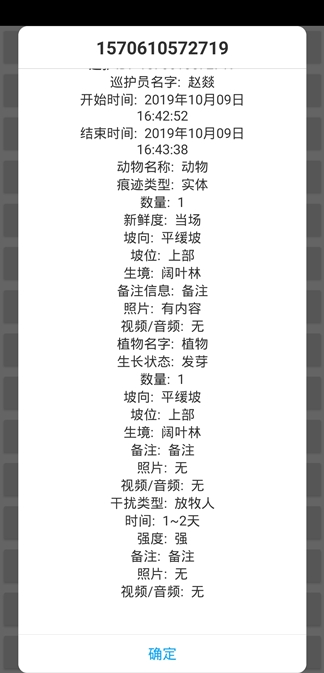 1570610572719
巡护员名字: 赵燚
开始时间: 2019年10月09日
16:42:52
结束时间: 2019年10月09日
16:43:38
动物名称: 动物
痕迹类型: 实体
数量: 1
新鲜度: 当场
坡向: 平缓坡
坡位: 上部
生境: 阔叶林
备注信息: 备注
照片: 有内容
视频/音频: 无
植物名字: 植物
生长状态: 发芽
数量: 1
坡向: 平缓坡
坡位: 上部
生境: 阔叶林
备注: 备注
照片: 无
视频/音频: 无
干扰类型: 放牧人
时间: 1~2天
强度: 强
备注: 备注
照片: 无
视频/音频: 无
确定